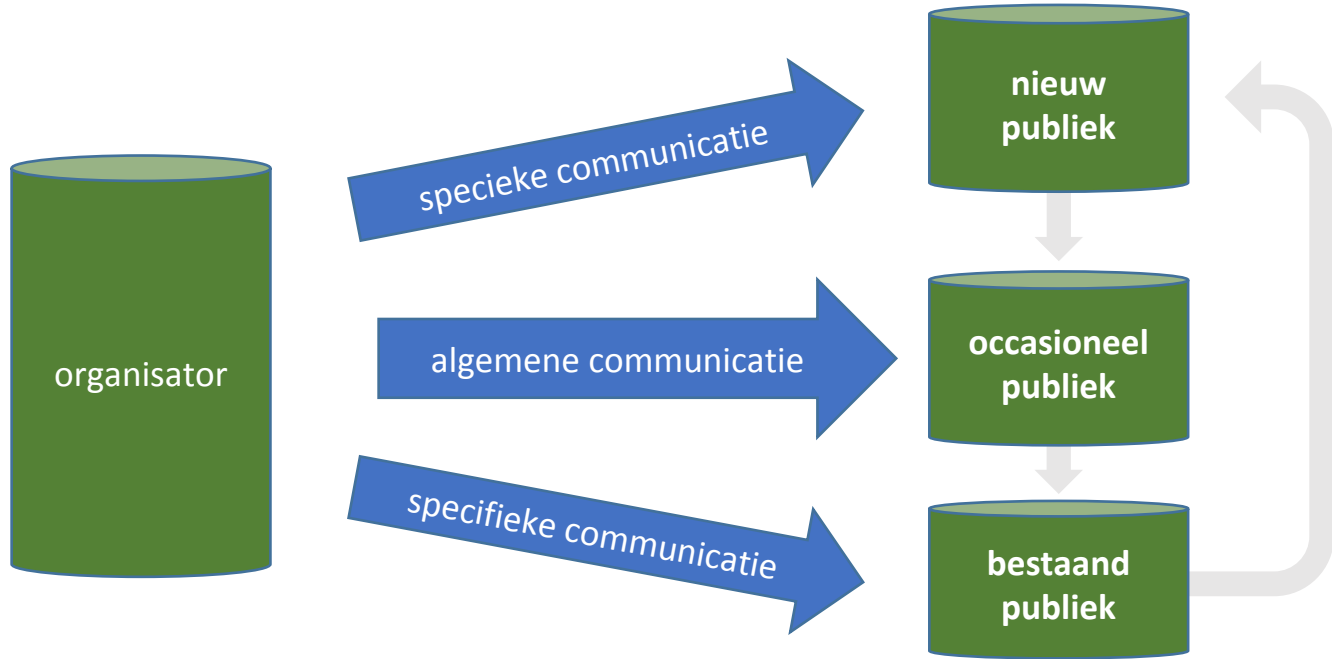 organisator
specieke communicatie
algemene communicatie
specifieke communicatie
nieuw
publiek
occasioneel
publiek
bestaand
publiek